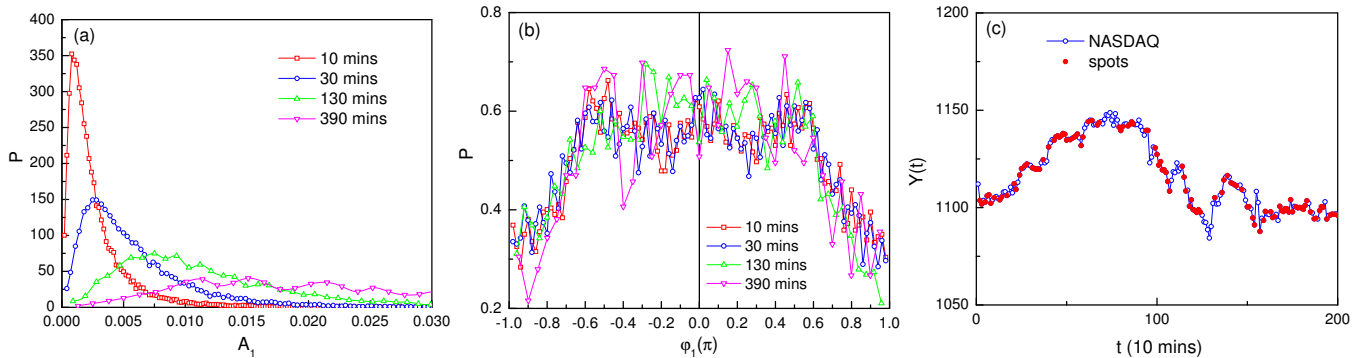 (a)
400
350
300
250
200
150
100
50
0
P
0.000 0.005 0.010 0.015 0.020 0.025 0.030
A1
10 mins
30 mins
130 mins
390 mins
(b)
0.8
0.6
0.4
0.2
P
-1.0 -0.8 -0.6 -0.4 -0.2 0.0 0.2 0.4 0.6 0.8 1.0
φ1(π)
10 mins
30 mins
130 mins
390 mins
(c)
1200
1150
1100
1050
Y(t)
0 100 200
t (10 mins)
NASDAQ
spots